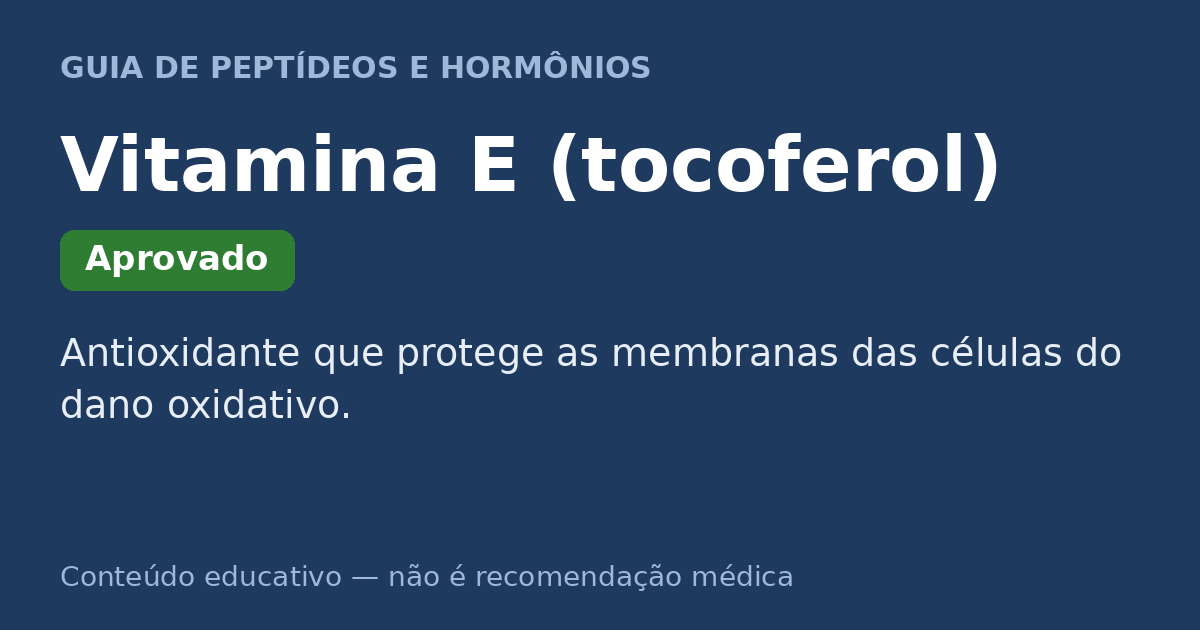 GUIA DE PEPTÍDEOS E HORMÔNIOS
Vitamina E (tocoferol)
Aprovado
Antioxidante que protege as membranas das células do
dano oxidativo.
Conteúdo educativo — não é recomendação médica